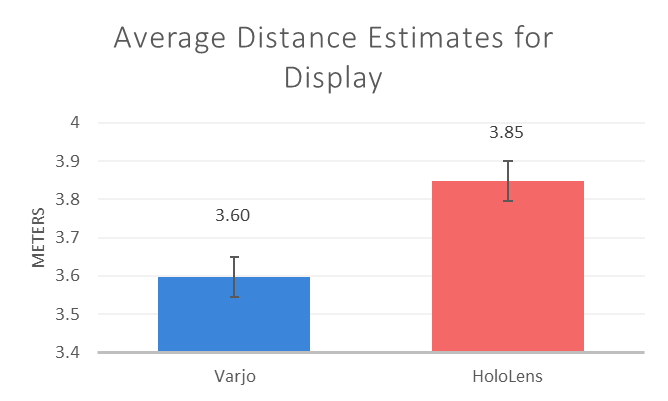 Average Distance Estimates for
Display
METERS
4
3.9
3.8
3.7
3.6
3.5
3.4
3.60
3.85
Varjo
HoloLens